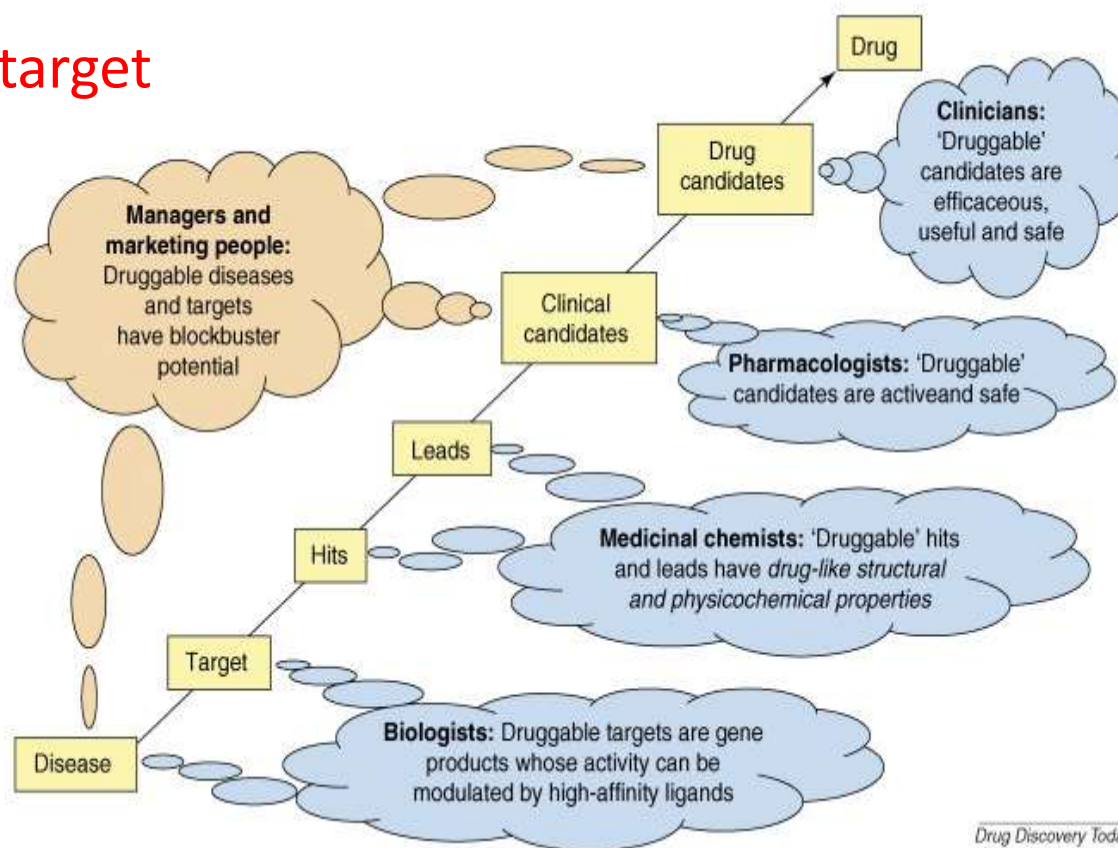 target
Drug
Clinicians:
'Druggable'
candidates are
efficaceous,
useful and safe
Drug
candidates
Managers and
marketing people:
Druggable diseases
and targets
have blockbuster
potential
Clinical
candidates
Pharmacologists: 'Druggable'
candidates are activeand safe
Leads
Medicinal chemists: 'Druggable' hits
and leads have drug-like structural
and physicochemical properties
Hits
Target
Biologists: Druggable targets are gene
products whose activity can be
modulated by high-affinity ligands
Disease
Drug Discovery Toda